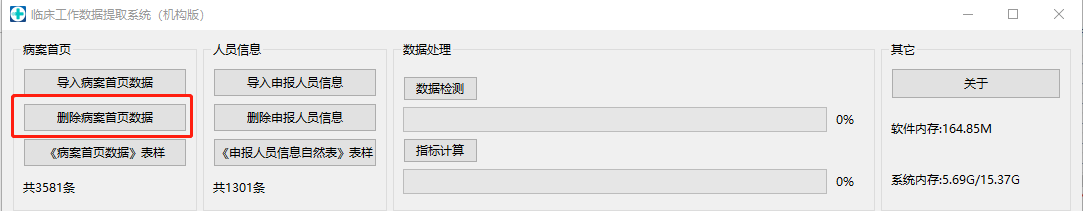 临床工作数据提取系统（机构版）
病案首页
导入病案首页数据
删除病案首页数据
《病案首页数据》表样
共3581条
人员信息
导入申报人员信息
删除申报人员信息
《申报人员信息自然表》表样
共1301条
数据处理
数据检测
0%
指标计算
0%
其它
关于
软件内存:164.85M
系统内存:5.69G/15.37G